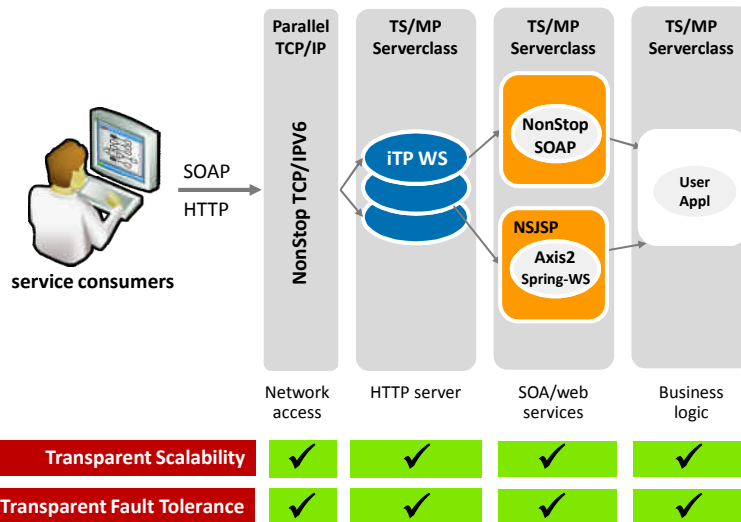 Parallel
TCP/IP
TS/MP
Serverclass
TS/MP
Serverclass
TS/MP
Serverclass
SOAP
HTTP
service consumers
NonStop TCP/IPV6
iTP WS
NonStop
SOAP
NSJSP
Axis2
Spring-WS
User
Appl
Network
access
HTTP server
SOA/web
services
Business
logic
Transparent Scalability
Transparent Fault Tolerance